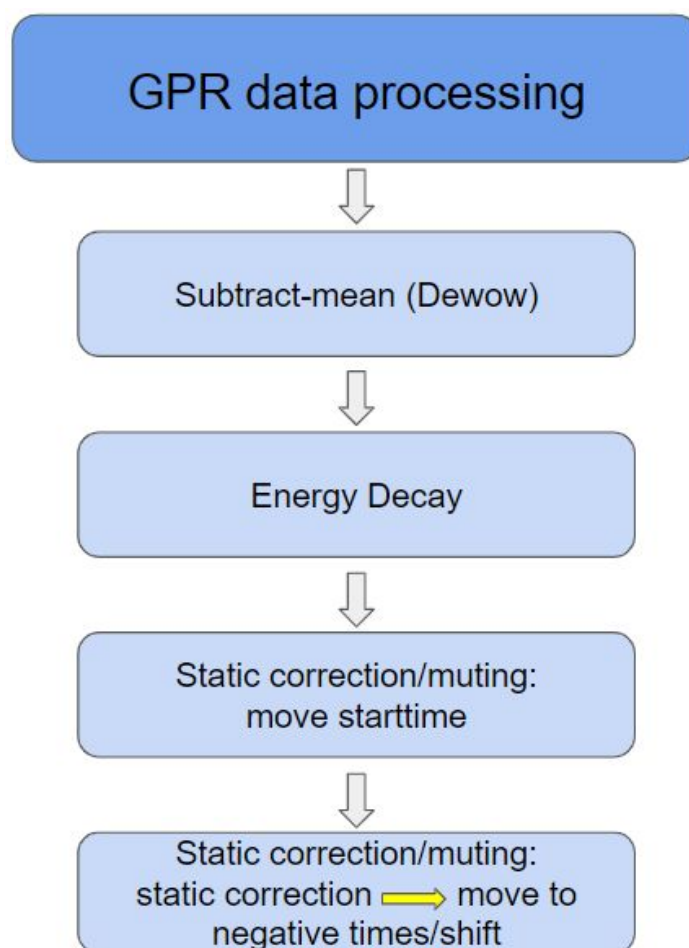 GPR data processing
Subtract-mean (Dewow)
Energy Decay
Static correction/muting:
move starttime
Static correction/muting:
static correction move to
negative times/shift